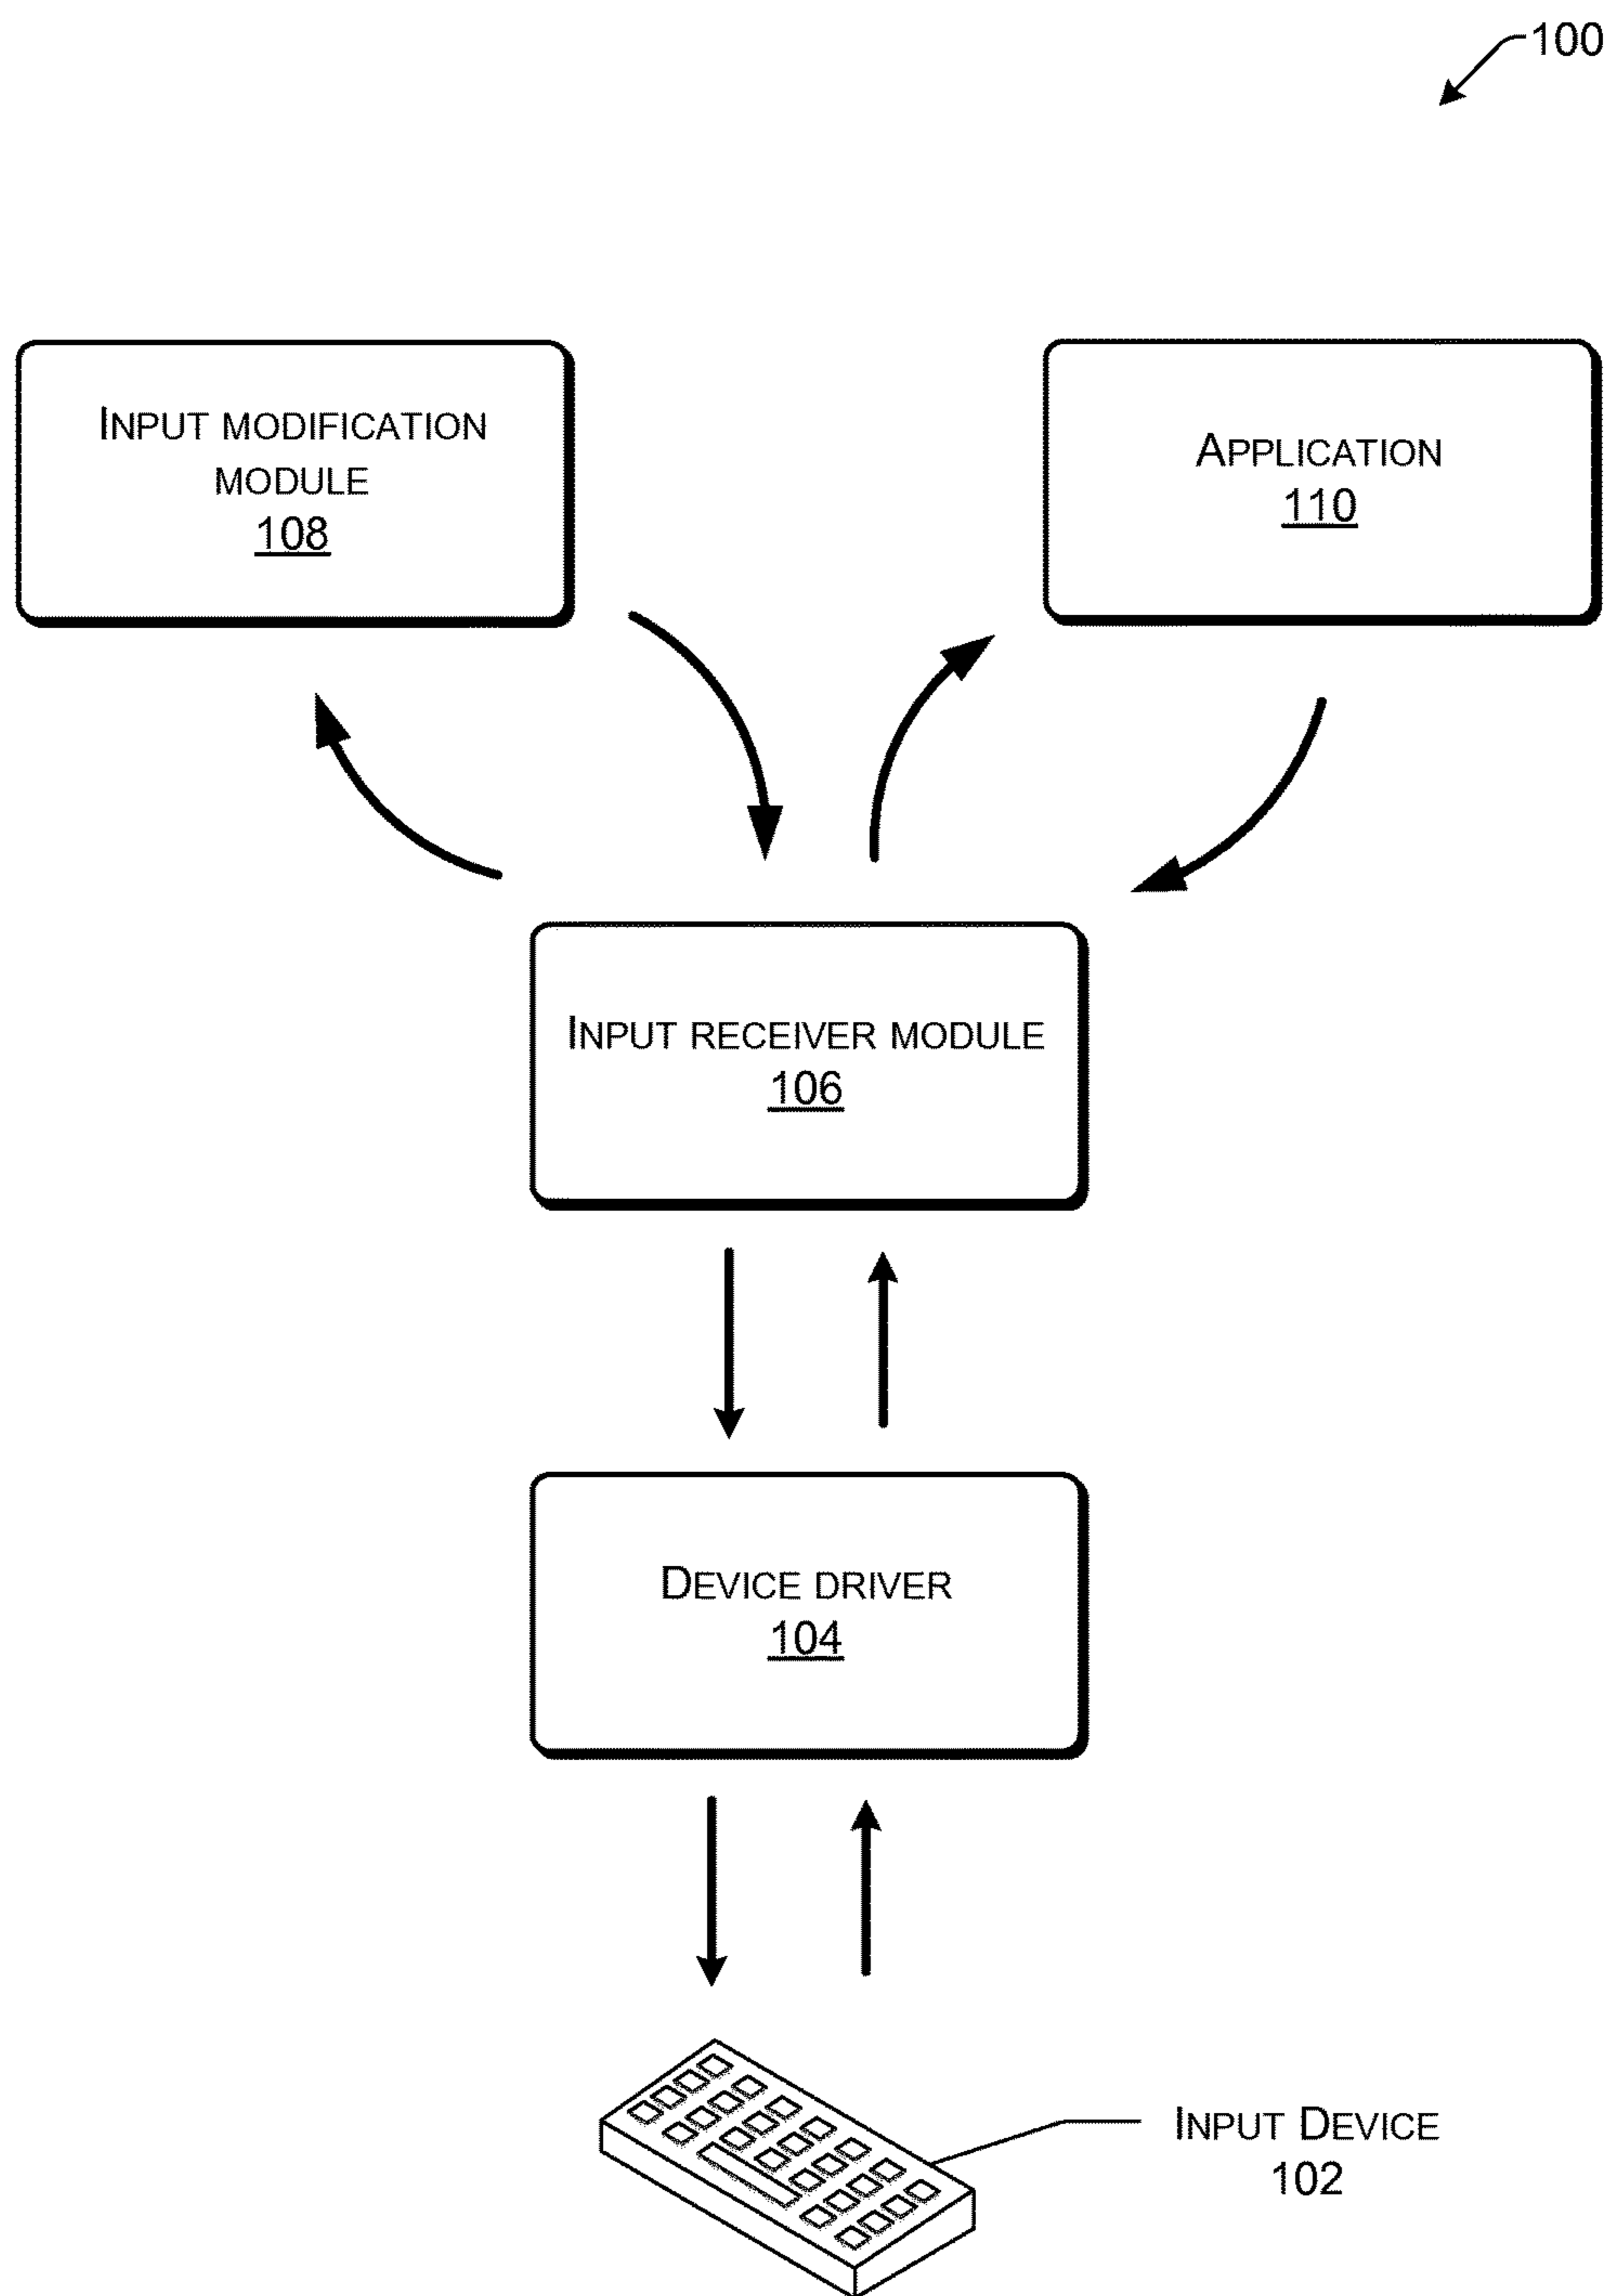 100
INPUT MODIFICATION
MODULE
108
APPLICATION
110
INPUT RECEIVER MODULE
106
DEVICE DRIVER
104
INPUT DEVICE
102